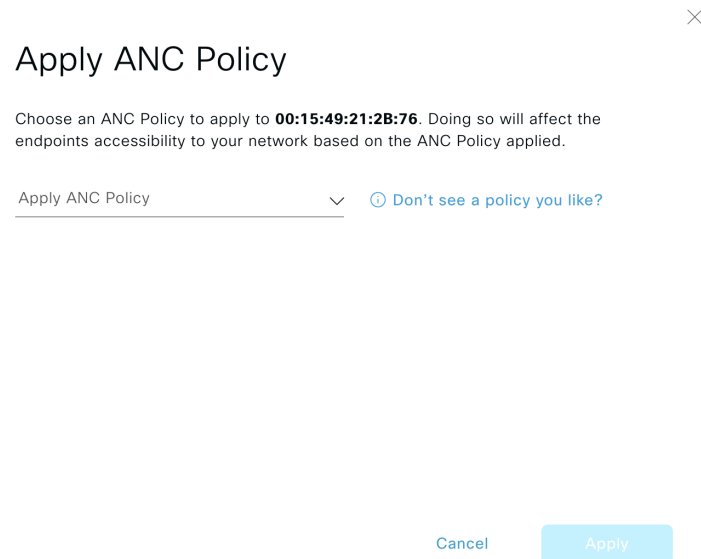 Apply ANC Policy
Choose an ANC Policy to apply to 00:15:49:21:2B:76. Doing so will affect the
endpoints accessibility to your network based on the ANC Policy applied.
Apply ANC Policy
Don't see a policy you like?
Cancel
Apply